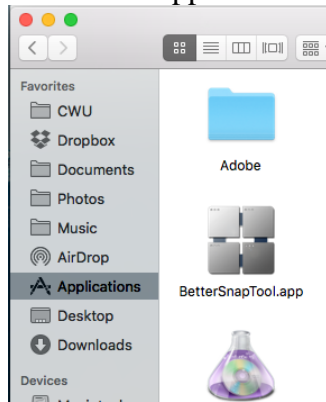 Favorites
CWU
Dropbox
Documents
Photos
Music
AirDrop
Applications
Desktop
Downloads
Devices
Adobe
BetterSnapTool.app